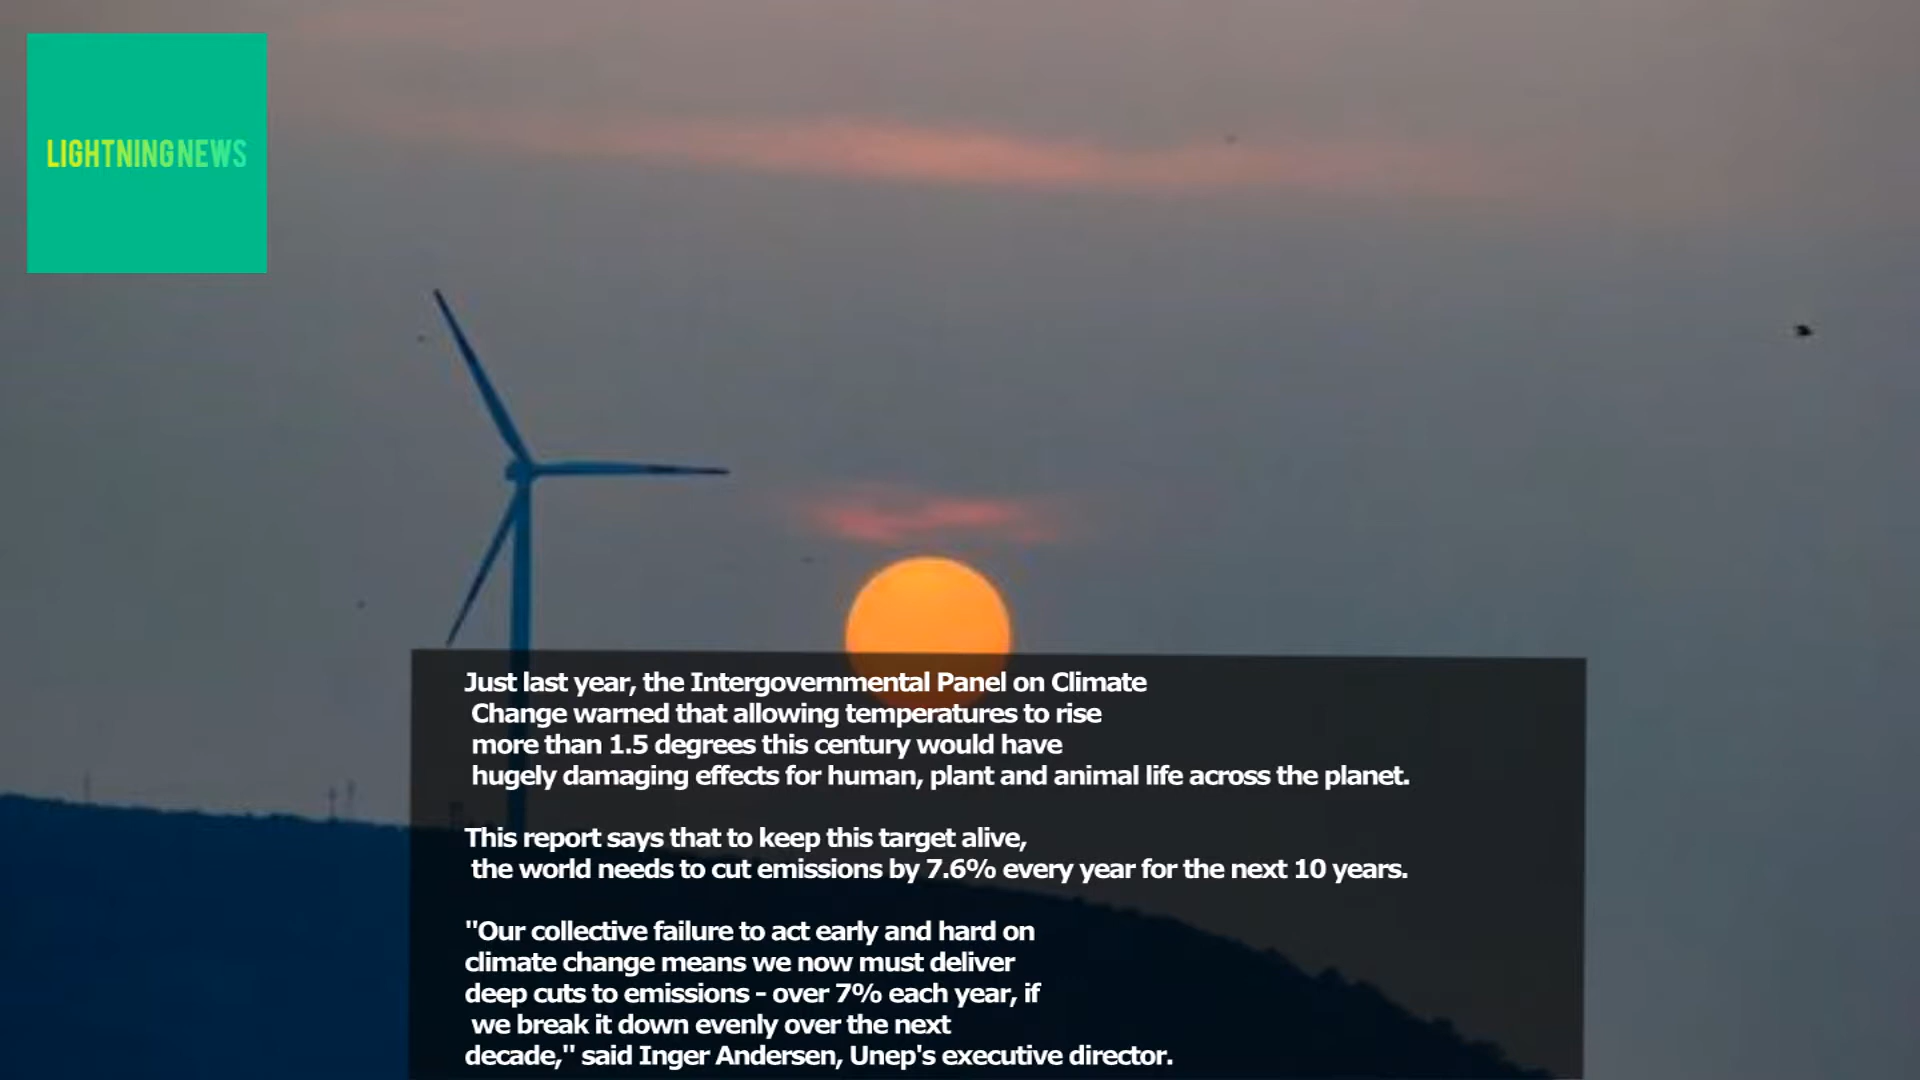 LIGHTNINGNEWS
Just last year, the Intergovernmental Panel on Climate
Change warned that allowing temperatures to rise
more than 1.5 degrees this century would have
hugely damaging effects for human, plant and animal life across the planet.
This report says that to keep this target alive,
the world needs to cut emissions by 7.6% every year for the next 10 years.
"Our collective failure to act early and hard on
climate change means we now must deliver
deep cuts to emissions - over 7% each year, if
we break it down evenly over the next
decade," said Inger Andersen, Unep's executive director.